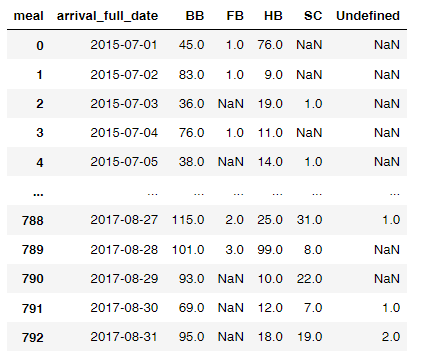 meal arrival_full_date BB FB HB SC Undefined
0 2015-07-01 45.0 1.0 76.0 NaN NaN
1 2015-07-02 83.0 1.0 9.0 NaN NaN
2 2015-07-03 36.0 NaN 19.0 1.0 NaN
3 2015-07-04 76.0 1.0 11.0 NaN NaN
4 2015-07-05 38.0 NaN 14.0 1.0 NaN
... ... ... ... ... ... ...
788 2017-08-27 115.0 2.0 25.0 31.0 1.0
789 2017-08-28 101.0 3.0 99.0 8.0 NaN
790 2017-08-29 93.0 NaN 10.0 22.0 NaN
791 2017-08-30 69.0 NaN 12.0 7.0 1.0
792 2017-08-31 95.0 NaN 18.0 19.0 2.0